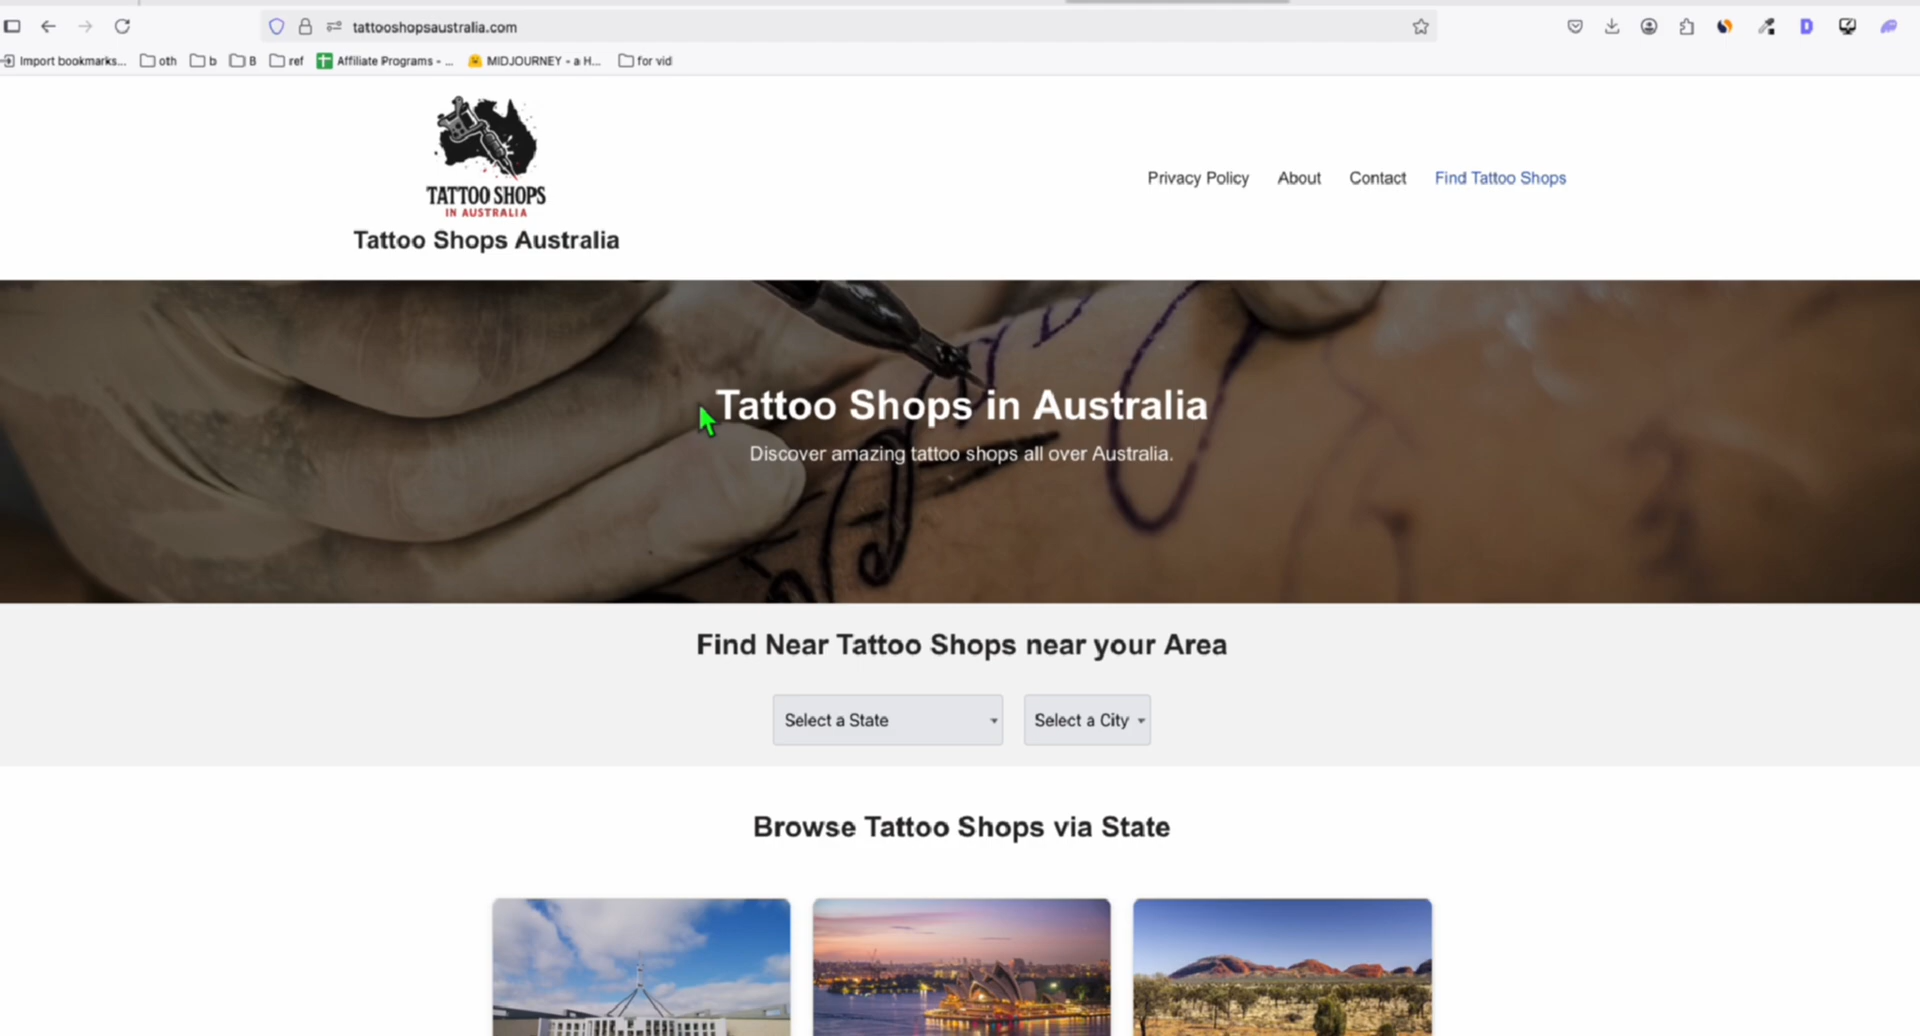 tattooshopsaustralia.com
Import bookmarks... oth b B ref Affiliate Programs - ... MIDJOURNEY - a H... for vid
TATTOO SHOPS
IN AUSTRALIA
Tattoo Shops Australia
Privacy Policy About Contact Find Tattoo Shops
Tattoo Shops in Australia
Discover amazing tattoo shops all over Australia.
Find Near Tattoo Shops near your Area
Select a State Select a City
Browse Tattoo Shops via State